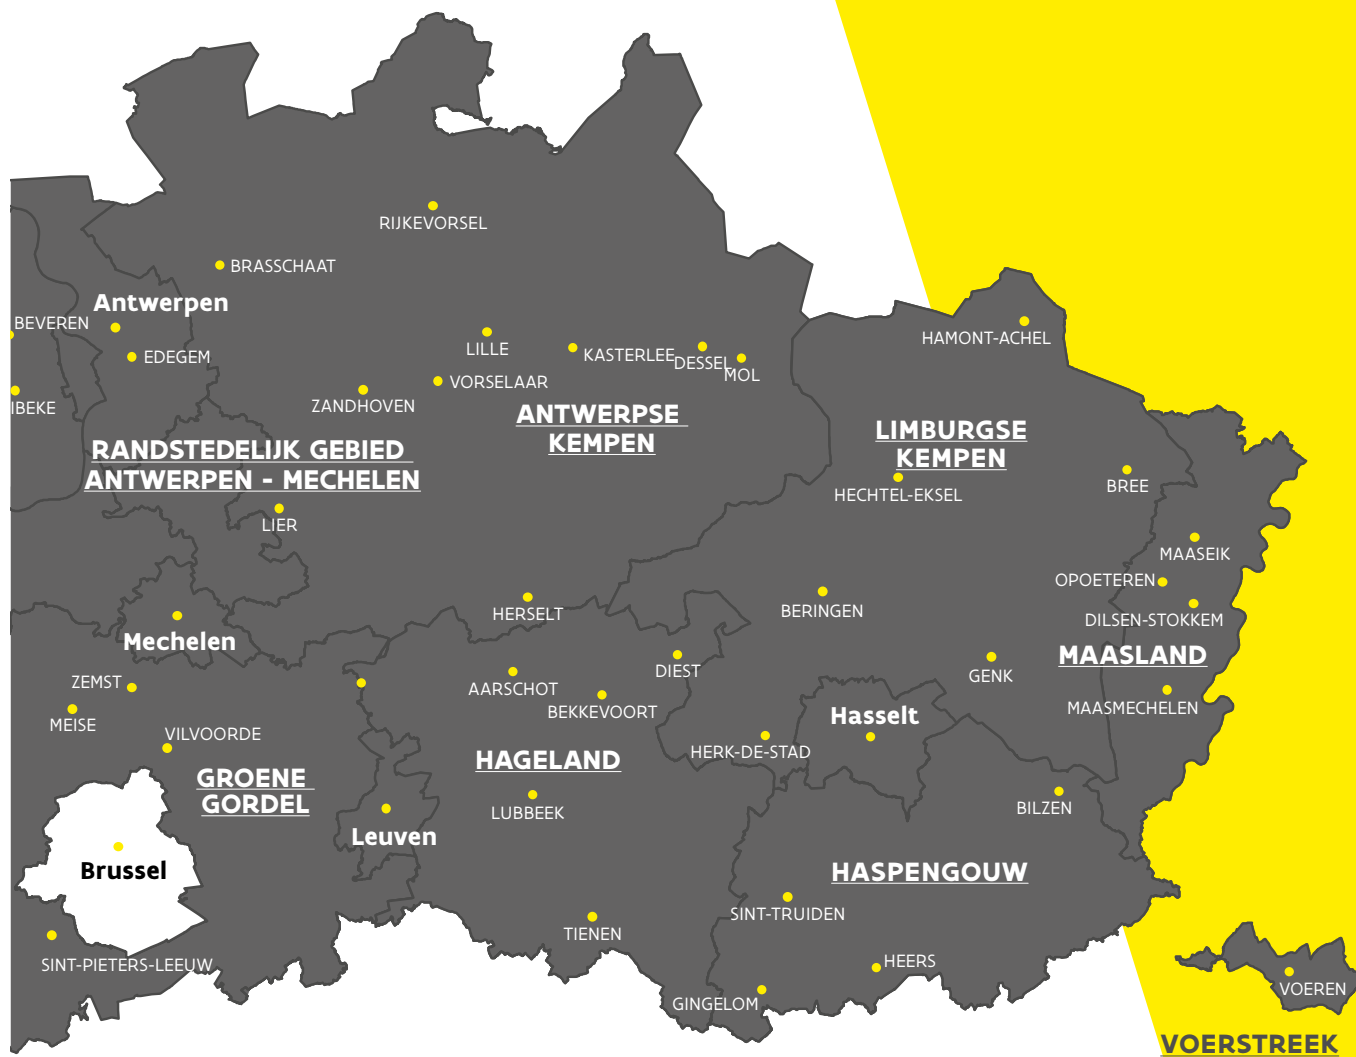 RIJKEVORSEL
BRASSCHAAT
Antwerpen
BEVEREN
EDEGEM
IBEKE
LILLE
KASTERLEE
DESSEL
MOL
VORSELAAR
ZANDHOVEN
HAMONT-ACHEL
ANTWERPSE
KEMPEN
RANDSTEDELIJK GEBIED
ANTWERPEN - MECHELEN
LIMBURGSE
KEMPEN
HECHTEL-EKSEL
BREE
LIER
MAASEIK
OPOETEREN
DILSEN-STOKKEM
HERSELT
BERINGEN
Mechelen
MAASLAND
DIEST
GENK
ZEMST
AARSCHOT
BEKKEVOORT
MAASMECHELEN
MEISE
VILVOORDE
Hasselt
HERK-DE-STAD
HAGELAND
GROENE
GORDEL
LUBBEEK
BILZEN
Leuven
Brussel
HASPENGOUW
SINT-TRUIDEN
TIENEN
SINT-PIETERS-LEEUW
HEERS
GINGELOM
VOEREN
VOERSTREEK